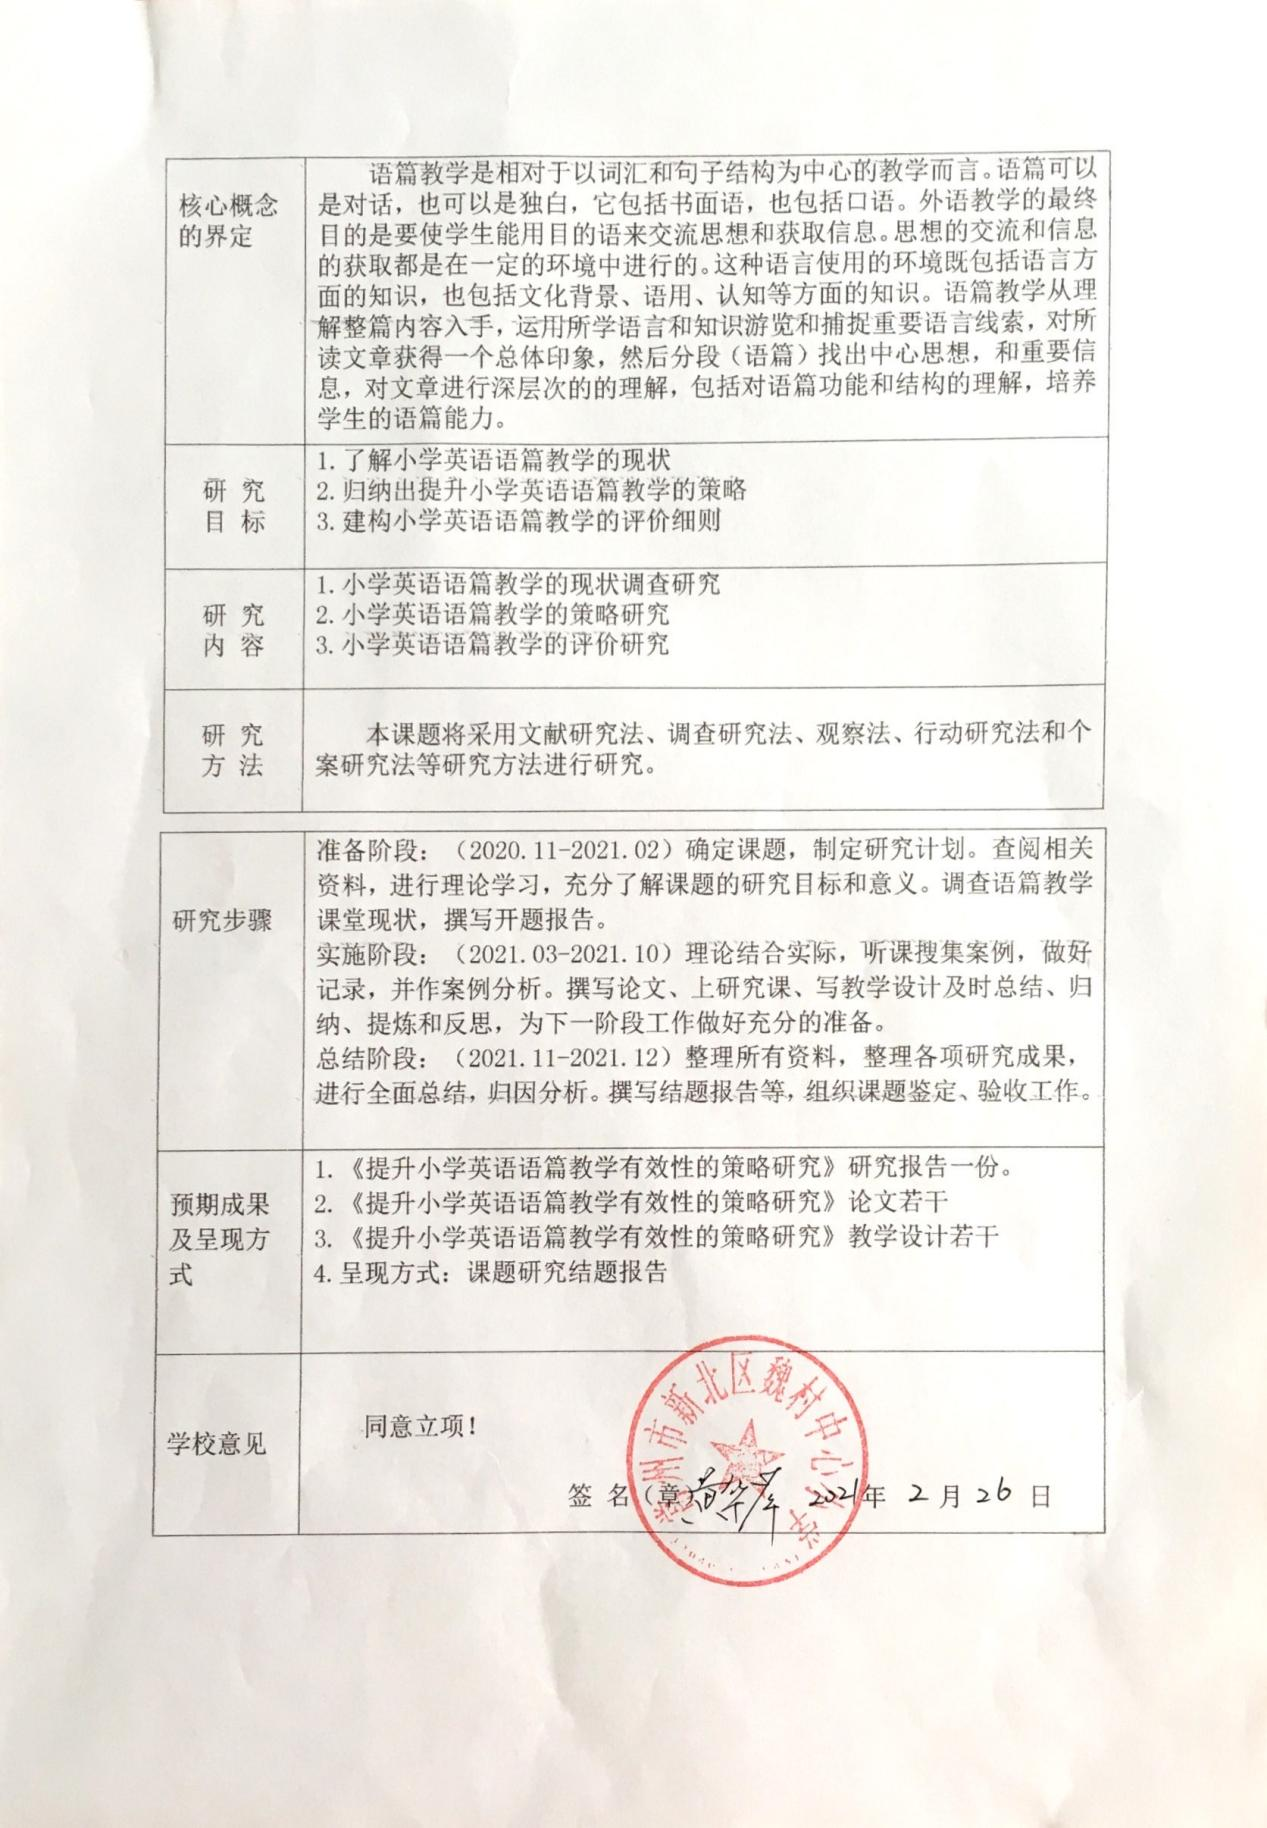 核心概念
的界定
语篇教学是相对于以词汇和句子结构为中心的教学而言。语篇可以
是对话，也可以是独白，它包括书面语，也包括口语。外语教学的最终
目的是要使学生能用目的语来交流思想和获取信息。思想的交流和信息
的获取都是在一定的环境中进行的。这种语言使用的环境既包括语言方
面的知识，也包括文化背景、语用、认知等方面的知识。语篇教学从理
解整篇内容入手，运用所学语言和知识游览和捕捉重要语言线索，对所
读文章获得一个总体印象，然后分段（语篇）找出中心思想，和重要信
息，对文章进行深层次的的理解，包括对语篇功能和结构的理解，培养
学生的语篇能力。
研 究
目 标
1.了解小学英语语篇教学的现状
2.归纳出提升小学英语语篇教学的策略
3.建构小学英语语篇教学的评价细则
研 究
内 容
1.小学英语语篇教学的现状调查研究
2.小学英语语篇教学的策略研究
3.小学英语语篇教学的评价研究
研 究
方 法
本课题将采用文献研究法、调查研究法、观察法、行动研究法和个
案研究法等研究方法进行研究。
研究步骤
准备阶段：（2020.11-2021.02）确定课题，制定研究计划。查阅相关
资料，进行理论学习，充分了解课题的研究目标和意义。调查语篇教学
课堂现状，撰写开题报告。
实施阶段：（2021.03-2021.10）理论结合实际，听课搜集案例，做好
记录，并作案例分析。撰写论文、上研究课、写教学设计及时总结、归
纳、提炼和反思，为下一阶段工作做好充分的准备。
总结阶段：（2021.11-2021.12）整理所有资料，整理各项研究成果，
进行全面总结，归因分析。撰写结题报告等，组织课题鉴定、验收工作。
预期成果
及呈现方
式
1.《提升小学英语语篇教学有效性的策略研究》研究报告一份。
2.《提升小学英语语篇教学有效性的策略研究》论文若干
3.《提升小学英语语篇教学有效性的策略研究》教学设计若干
4.呈现方式：课题研究结题报告
学校意见
同意立项！
签 名（章） 2021年 2 月 26 日
常州市新北区魏村中心小学